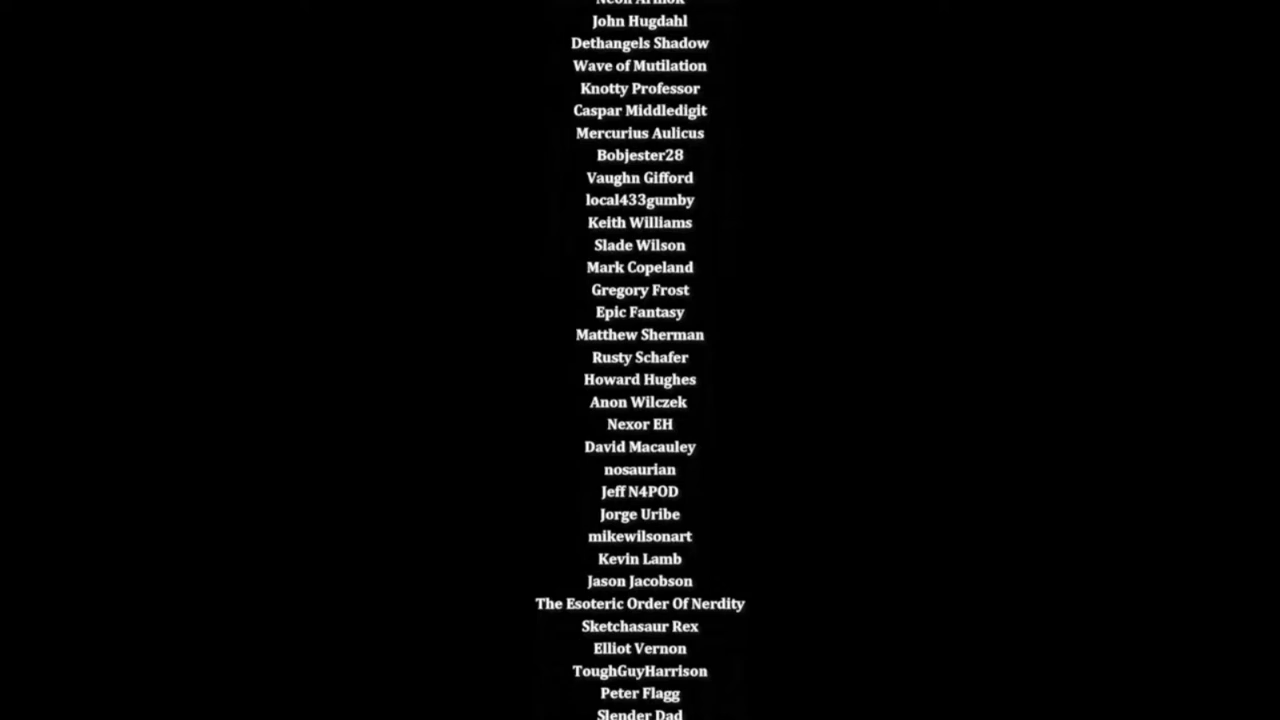 Neon Armok
John Hugdahl
Dethangels Shadow
Wave of Mutilation
Knotty Professor
Caspar Middledigit
Mercurius Aulicus
Bobjester28
Vaughn Gifford
local433gumby
Keith Williams
Slade Wilson
Mark Copeland
Gregory Frost
Epic Fantasy
Matthew Sherman
Rusty Schafer
Howard Hughes
Anon Wilczek
Nexor EH
David Macauley
nosaurian
Jeff N4POD
Jorge Uribe
mikewilsonart
Kevin Lamb
Jason Jacobson
The Esoteric Order Of Nerdity
Sketchasaur Rex
Elliot Vernon
ToughGuyHarrison
Peter Flagg
Slender Dad